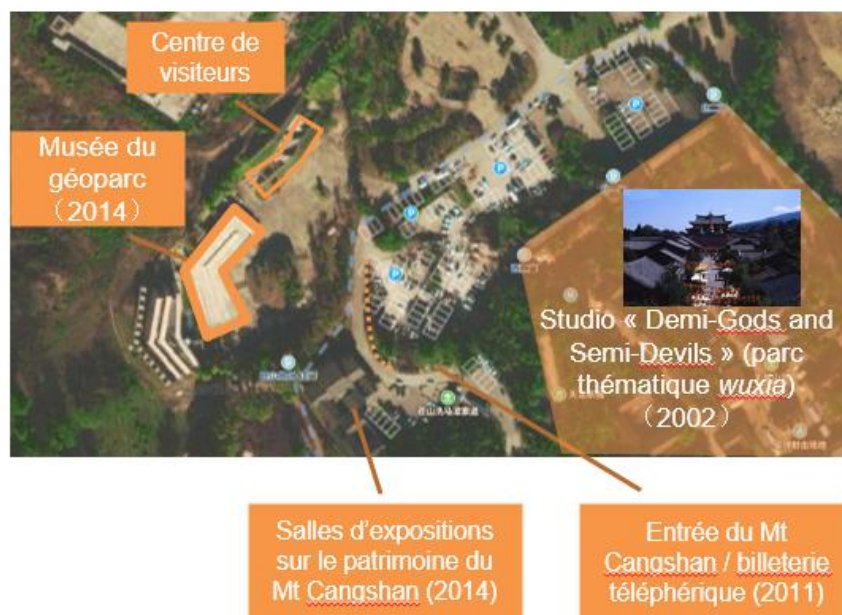 Centre de
visiteurs
Musée du
géoparc
（2014）
P
P
P
P
Studio « Demi-Gods and
Semi-Devils » (parc
thématique wuxia)
（2002）
Salles d’expositions
sur le patrimoine du
Mt Cangshan (2014)
Entrée du Mt
Cangshan / billeterie
téléphérique (2011)